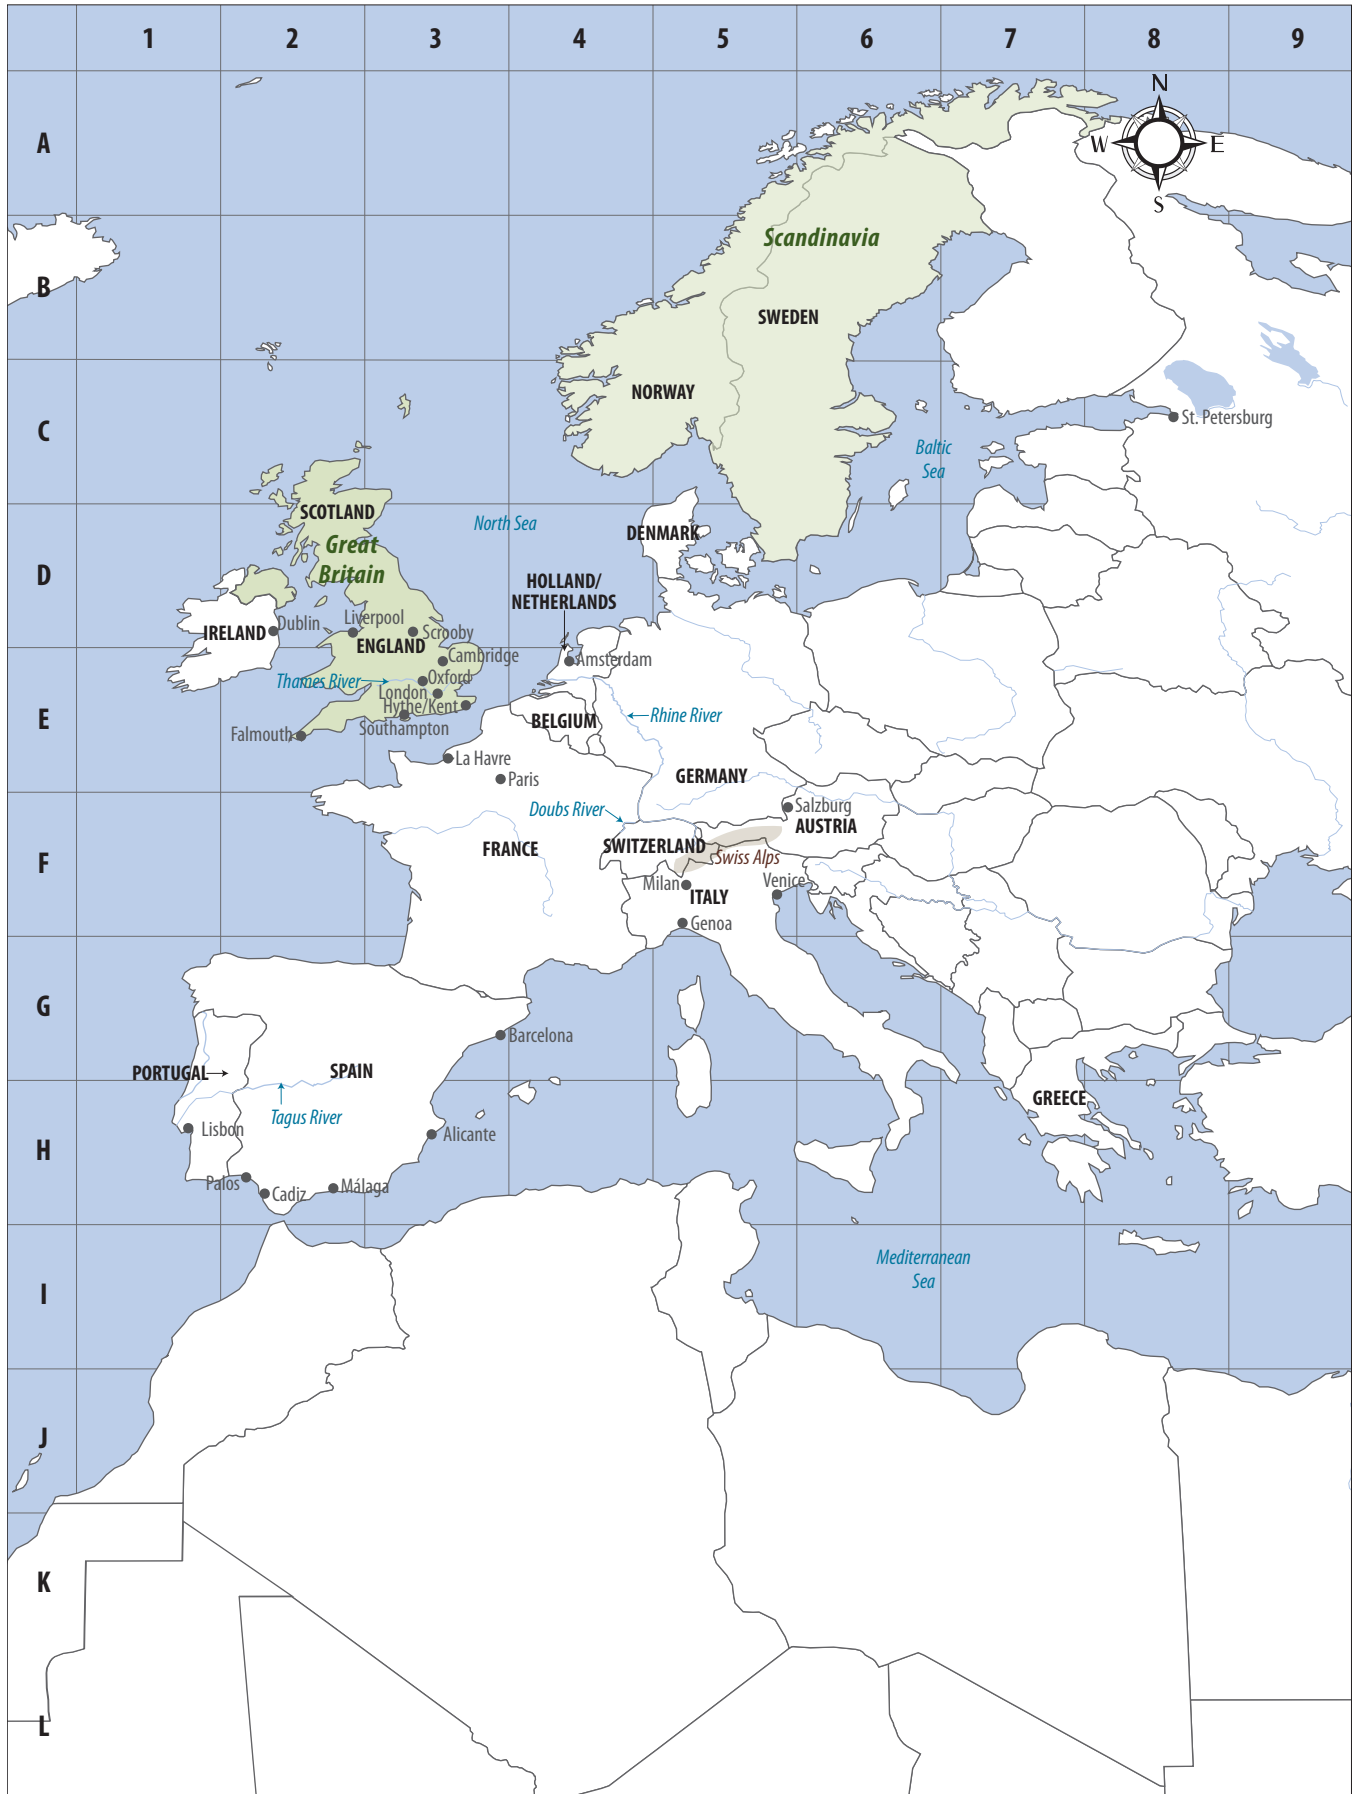 1 2 3 4 5 6 7 8 9
N
A
W E
S
Scandinavia
B
SWEDEN
NORWAY
C
St. Petersburg
Baltic
Sea
SCOTLAND
North Sea
DENMARK
Great
Britain
D
HOLLAND/
NETHERLANDS
IRELAND
Dublin
Liverpool
Scrooby
ENGLAND
Cambridge
Amsterdam
Thames River
Oxford
London
Hythe/Kent
E
BELGIUM
Rhine River
Falmouth
Southampton
La Havre
Paris
GERMANY
Doubs River
Salzburg
AUSTRIA
F
FRANCE
SWITZERLAND
Swiss Alps
Milan
ITALY
Venice
Genoa
G
Barcelona
PORTUGAL
SPAIN
GREECE
Tagus River
Lisbon
Alicante
H
Palos
Cadiz
Málaga
Mediterranean
Sea
I
J
K
L